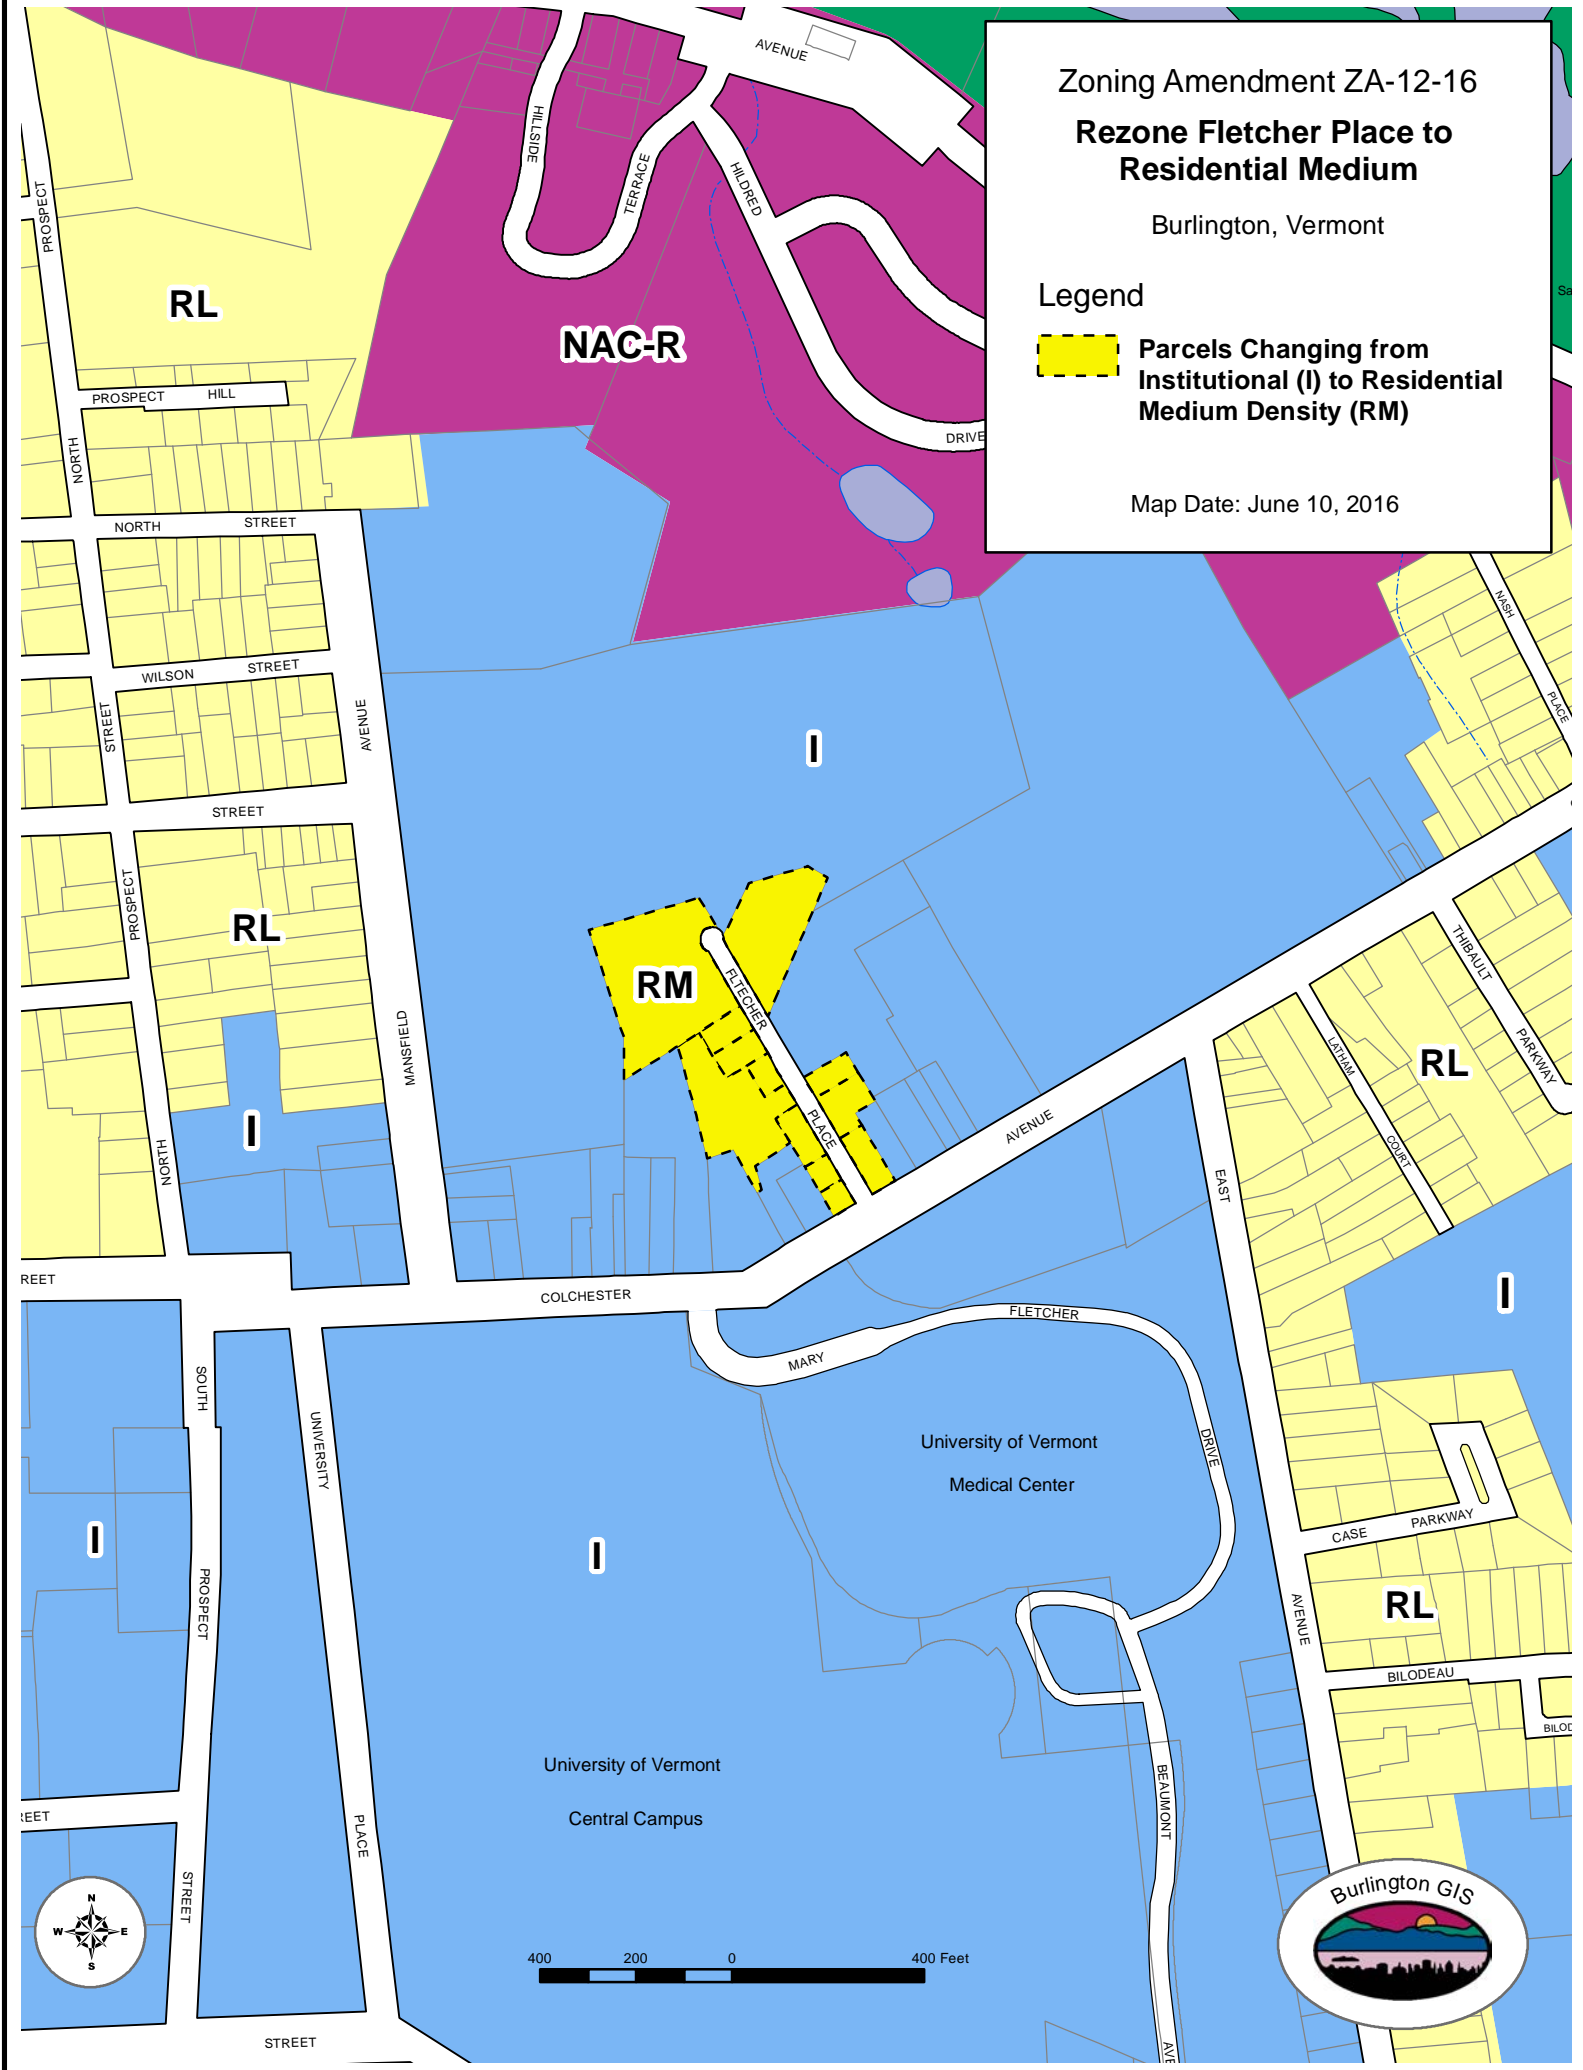 Zoning Amendment ZA-12-16
Rezone Fletcher Place to
Residential Medium
Burlington, Vermont
Legend
Parcels Changing from
Institutional (I) to Residential
Medium Density (RM)
Map Date: June 10, 2016
AVENUE
HILLSIDE
TERRACE
HILDRED
DRIVE
PROSPECT
RL
NAC-R
Sa
PROSPECT HILL
NORTH
NORTH STREET
NASH
PLACE
WILSON STREET
STREET
AVENUE
I
STREET
PROSPECT
RL
RM
FLTECHER
PLACE
THIBAULT
PARKWAY
MANSFIELD
LATHAM
COURT
RL
I
NORTH
AVENUE
EAST
REET
COLCHESTER
I
FLETCHER
MARY
SOUTH
UNIVERSITY
University of Vermont
Medical Center
DRIVE
I
I
CASE PARKWAY
PROSPECT
AVENUE
RL
BILODEAU
BILOD
University of Vermont
Central Campus
BEAUMONT
REET
PLACE
STREET
N
W E
S
Burlington GIS
400 200 0 400 Feet
STREET
AVE